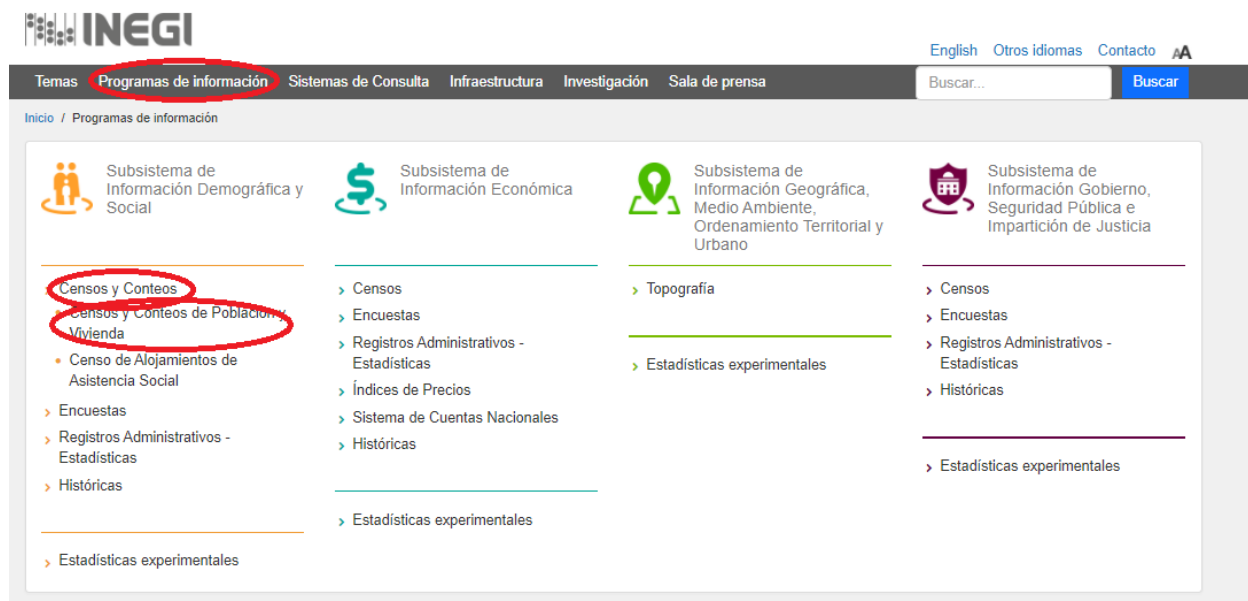 INEGI
English Otros idiomas Contacto AA
Temas Programas de información Sistemas de Consulta Infraestructura Investigación Sala de prensa Buscar... Buscar
Inicio / Programas de información
Subsistema de
Información Demográfica y
Social
Censos y Conteos
Censos y Conteos de Población y
Vivienda
Censo de Alojamientos de
Asistencia Social
Encuestas
Registros Administrativos -
Estadísticas
Históricas
Estadísticas experimentales
Subsistema de
Información Económica
Censos
Encuestas
Registros Administrativos -
Estadísticas
Índices de Precios
Sistema de Cuentas Nacionales
Históricas
Estadísticas experimentales
Subsistema de
Información Geográfica,
Medio Ambiente,
Ordenamiento Territorial y
Urbano
Topografía
Estadísticas experimentales
Subsistema de
Información Gobierno,
Seguridad Pública e
Impartición de Justicia
Censos
Encuestas
Registros Administrativos -
Estadísticas
Históricas
Estadísticas experimentales